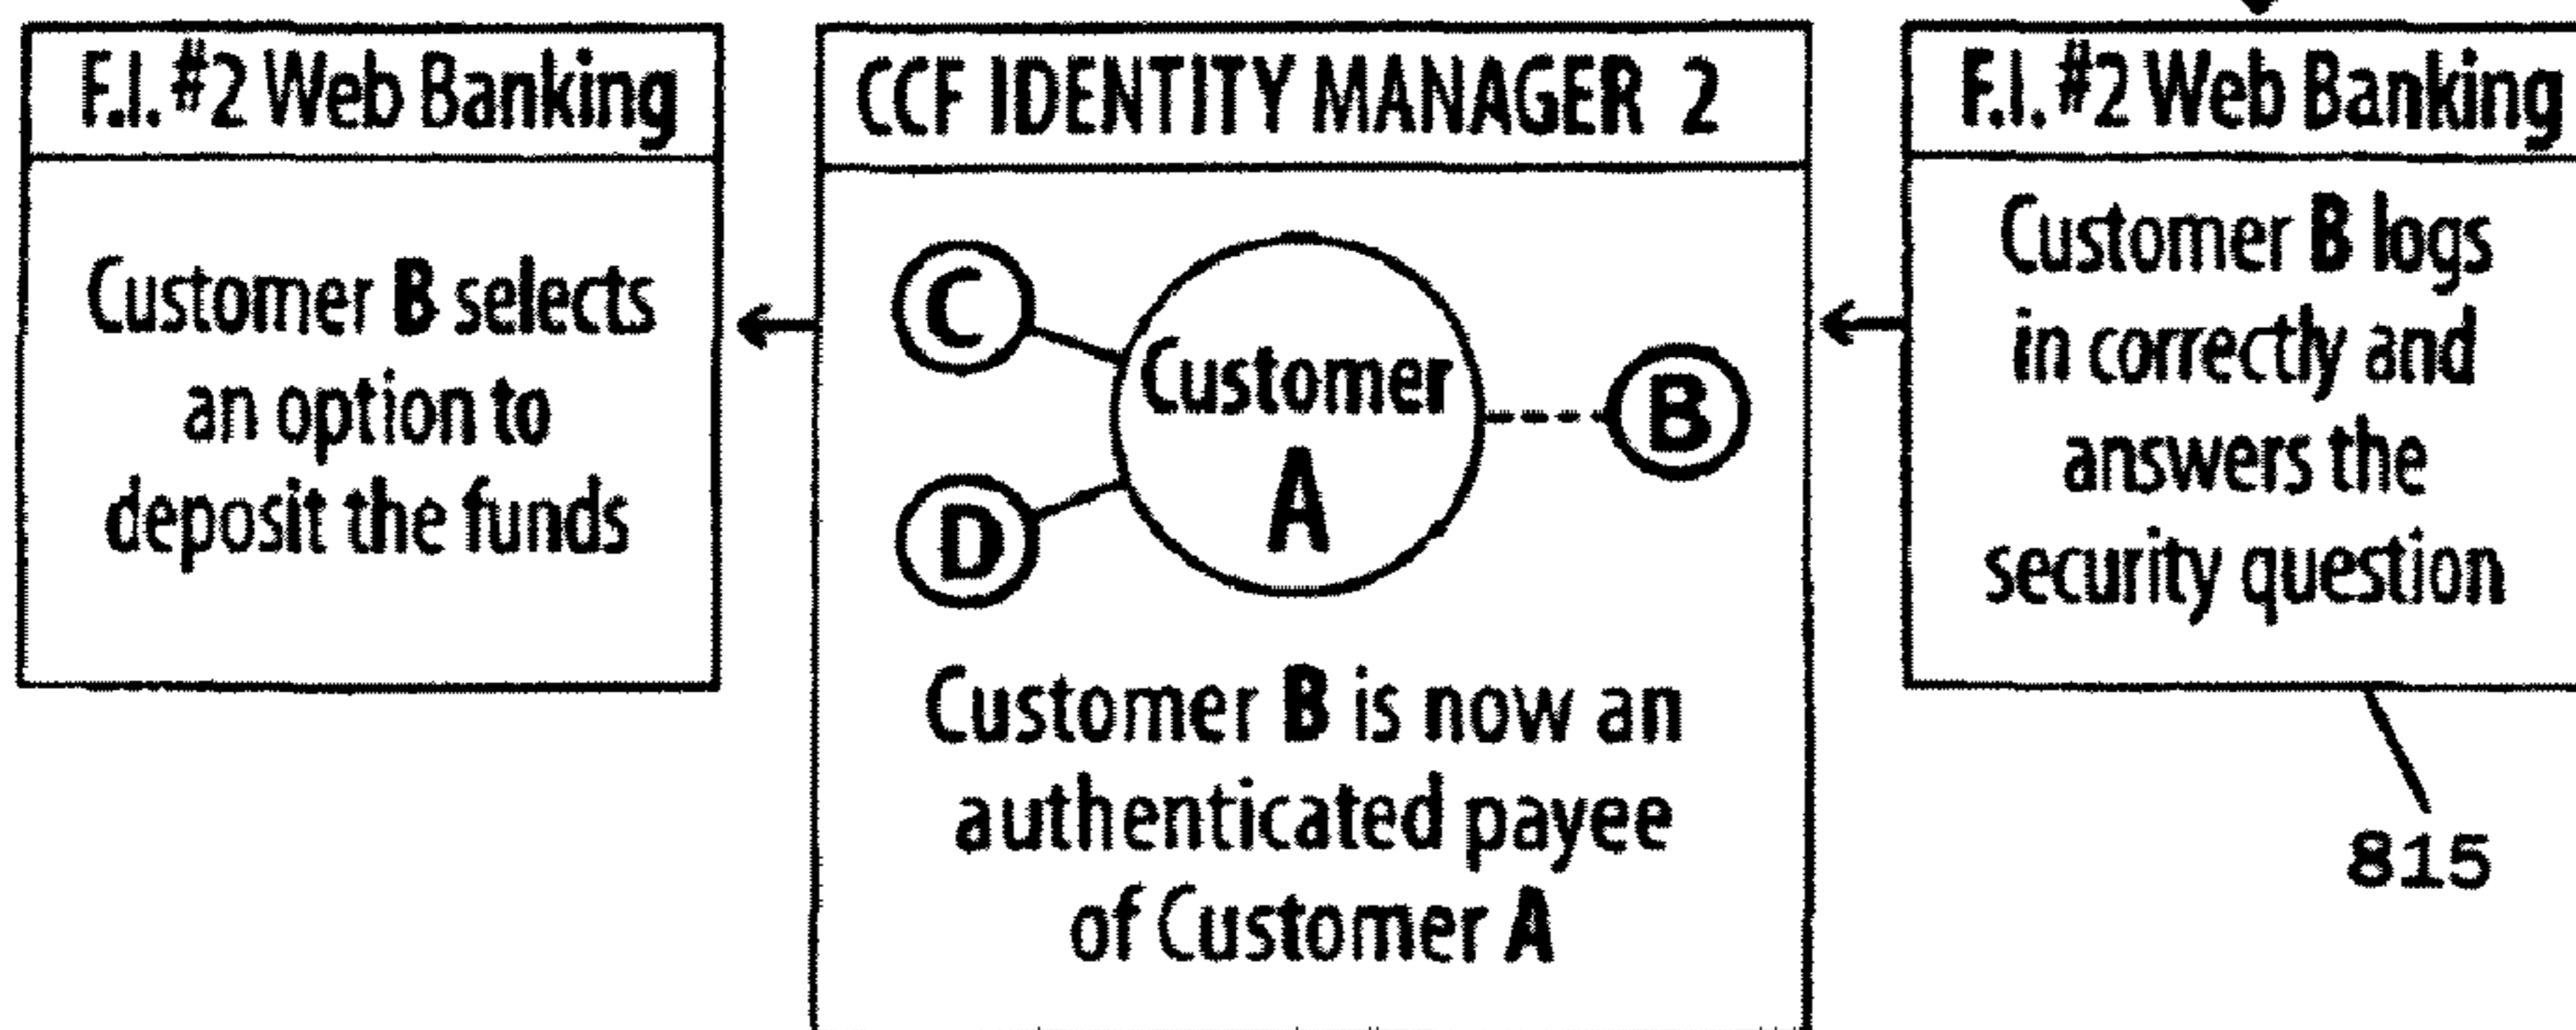 F.I. #2 Web Banking
Customer B selects
an option to
deposit the funds
CCF IDENTITY MANAGER 2
C
Customer
A
B
D
Customer B is now an
authenticated payee
of Customer A
F.I. #2 Web Banking
Customer B logs
in correctly and
answers the
security question
815